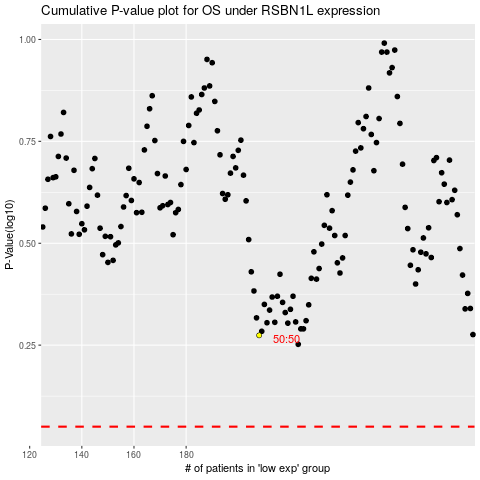 Cumulative P-value plot for OS under RSBN1L expression
P-Value(log10)
1.00
0.75
0.50
0.25
50:50
120 140 160 180
# of patients in 'low exp' group